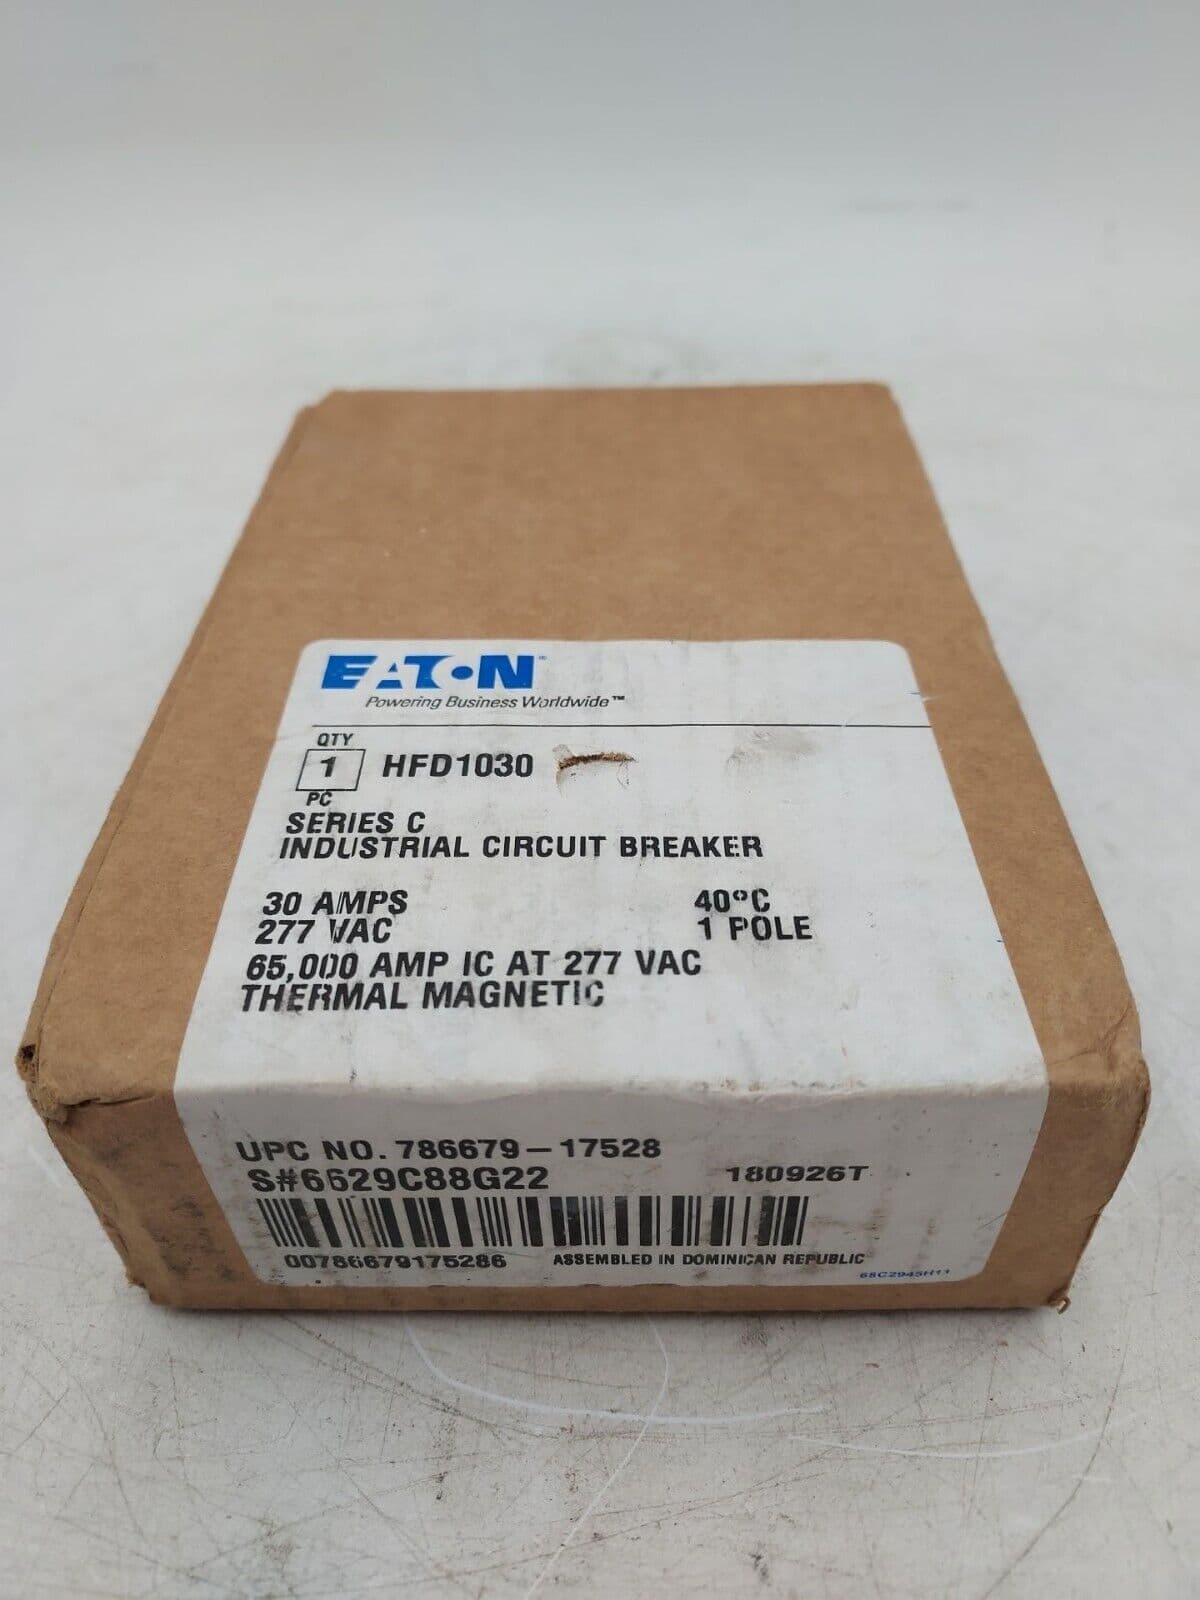 EATON
Powering Business Worldwide™
QTY
1 HFD1030
PC
SERIES C
INDUSTRIAL CIRCUIT BREAKER
30 AMPS 40°C
277 VAC 1 POLE
65,000 AMP IC AT 277 VAC
THERMAL MAGNETIC
UPC NO. 786679-17528
S#6629C88G22 180926T
00786679175286 ASSEMBLED IN DOMINICAN REPUBLIC